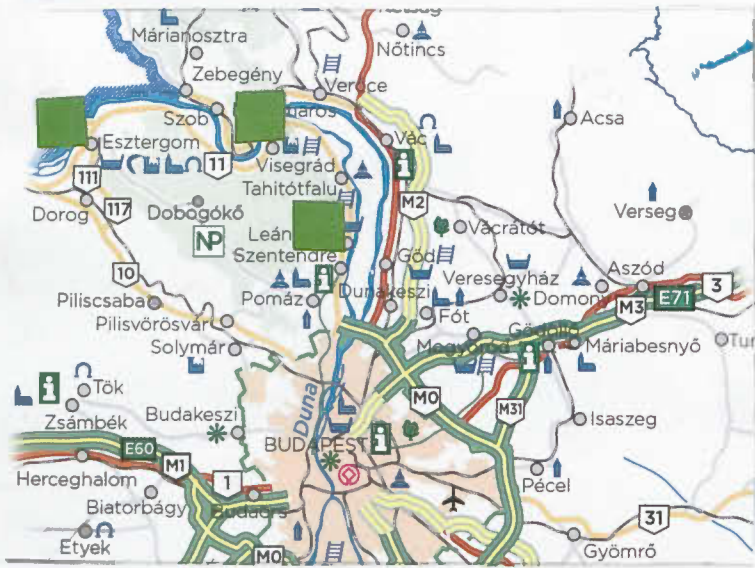 Nőtincs
Márianosztra
Zebegény
Verőce
Szob
Acsa
Esztergom
Vác
11
Visegrád
111
Tahitótfalu
M2
Dorog
117
Dobogókő
Vácrátót
Verseg
NP
Leán
Szentendre
Göd
Veresegyház
Aszód
3
10
E71
Piliscsaba
Pomáz
Dunakeszi
Domony
M3
Fót
Pilisvörösvár
Gödöllő
Solymár
Mogyoród
Máriabesnyő
Tur
Tök
M0
M31
Zsámbék
Budakeszi
Duna
Isaszeg
E60
BUDAPEST
M1
Herceghalom
1
Pécel
Biatorbágy
Budaörs
31
Etyek
M0
Gyömrő